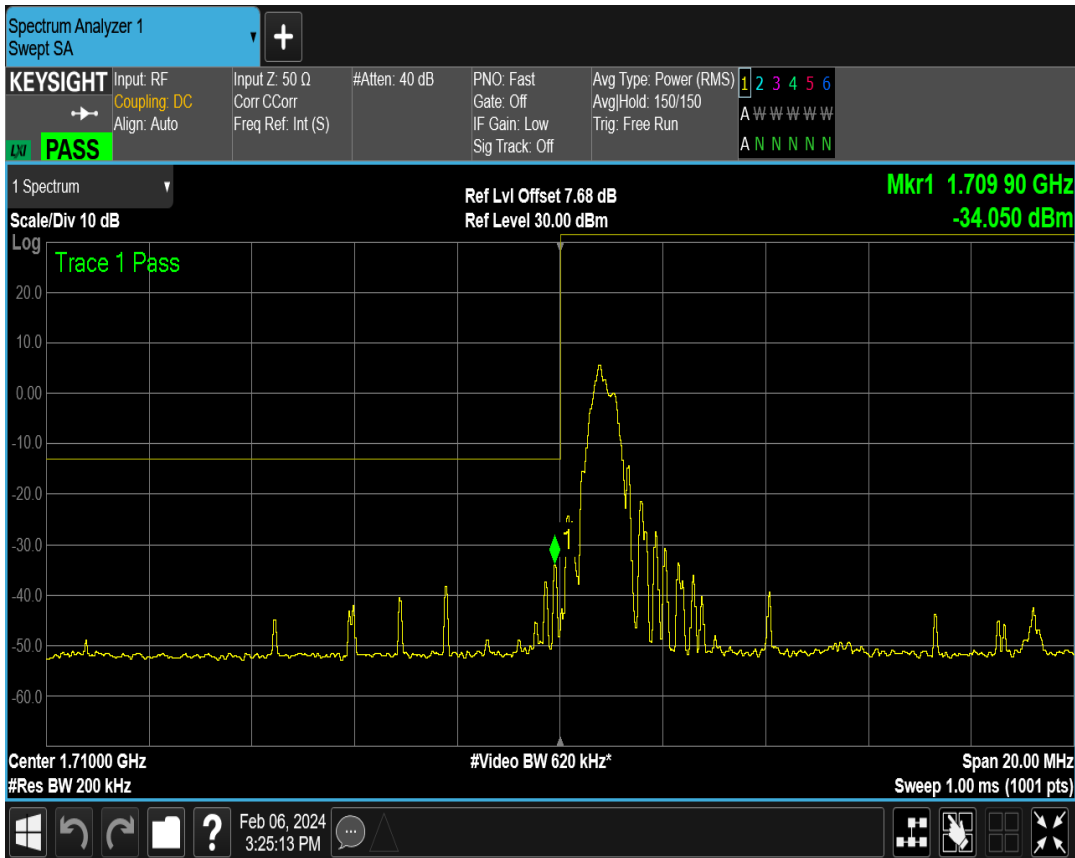 Spectrum Analyzer 1
Swept SA
KEYSIGHT
LXI PASS
Input: RF
Coupling: DC
Align: Auto
Input Z: 50 Ω
Corr CCorr
Freq Ref: Int (S)
#Atten: 40 dB
PNO: Fast
Gate: Off
IF Gain: Low
Sig Track: Off
Avg Type: Power (RMS)
Avg|Hold: 150/150
Trig: Free Run
1 2 3 4 5 6
A W W W W W
A N N N N N
1 Spectrum
Scale/Div 10 dB
Ref Lvl Offset 7.68 dB
Ref Level 30.00 dBm
Mkr1 1.709 90 GHz
-34.050 dBm
Log
Trace 1 Pass
20.0
10.0
0.00
-10.0
-20.0
-30.0
-40.0
-50.0
-60.0
1
Center 1.71000 GHz
#Res BW 200 kHz
#Video BW 620 kHz*
Span 20.00 MHz
Sweep 1.00 ms (1001 pts)
?
Feb 06, 2024
3:25:13 PM